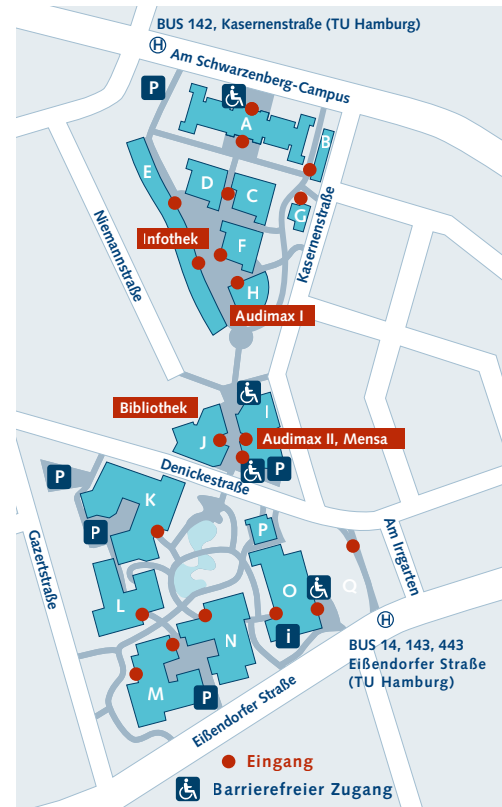 BUS 142, Kasernenstraße (TU Hamburg)
H
Am Schwarzenberg-Campus
P
A
B
E
D
C
G
Niemannstraße
Kasernenstraße
Infothek
F
H
Audimax I
Bibliothek
I
J
Audimax II, Mensa
P
P
Denickestraße
K
P
P
Am Irrgarten
Gazertstraße
L
O
Q
H
N
i
BUS 14, 143, 443
Eißendorfer Straße
(TU Hamburg)
M
P
Eißendorfer Straße
Eingang
Barrierefreier Zugang